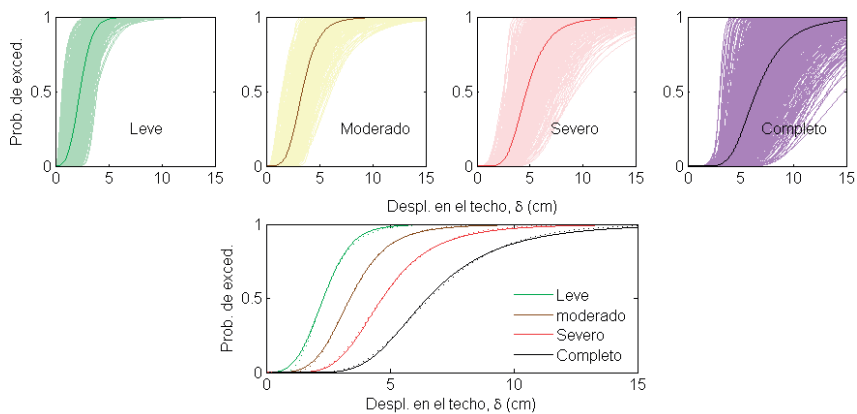 Prob. de exced.
1
0.5
0
Leve
0 5 10 15
1
0.5
0
Moderado
0 5 10 15
1
0.5
0
Severo
0 5 10 15
1
0.5
0
Completo
0 5 10 15
Despl. en el techo, δ (cm)
Prob. de exced.
1
0.5
0
Leve
moderado
Severo
Completo
0 5 10 15
Despl. en el techo, δ (cm)